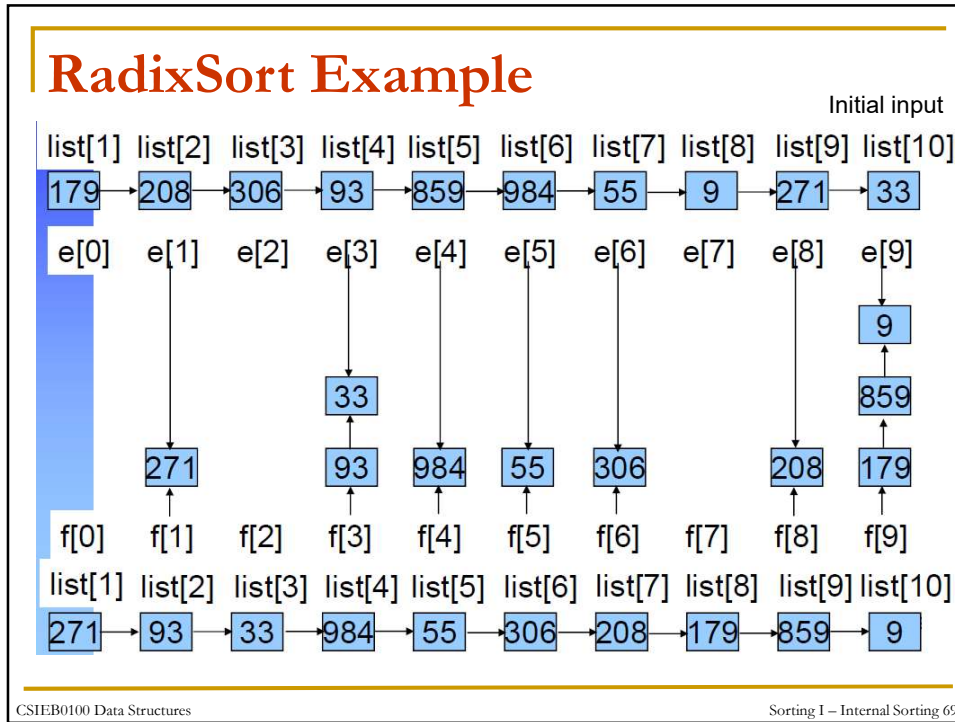 RadixSort Example
Initial input
list[1] list[2] list[3] list[4] list[5] list[6] list[7] list[8] list[9] list[10]
179 208 306 93 859 984 55 9 271 33
e[0] e[1] e[2] e[3] e[4] e[5] e[6] e[7] e[8] e[9]
9
33 859
271 93 984 55 306 208 179
f[0] f[1] f[2] f[3] f[4] f[5] f[6] f[7] f[8] f[9]
list[1] list[2] list[3] list[4] list[5] list[6] list[7] list[8] list[9] list[10]
271 93 33 984 55 306 208 179 859 9
CSIEB0100 Data Structures
Sorting I – Internal Sorting 69